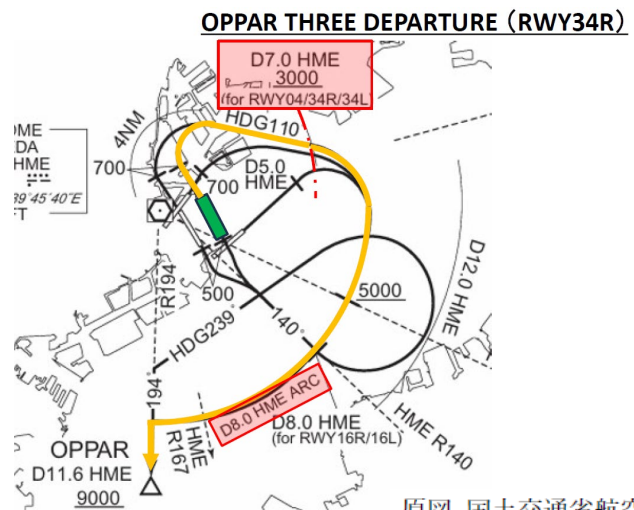 OPPAR THREE DEPARTURE（RWY34R）
D7.0 HME
3000
(for RWY04/34R/34L)
HDG110
4NM
OME
DA
HME
39°45'40"E
FT
700
D5.0
HME
700
R194
500
HDG239°
5000
D12.0 HME
140°
194°
D8.0 HME ARC
D8.0 HME
(for RWY16R/16L)
HME R140
HME
R167
OPPAR
D11.6 HME
9000
原図 国土交通省航空